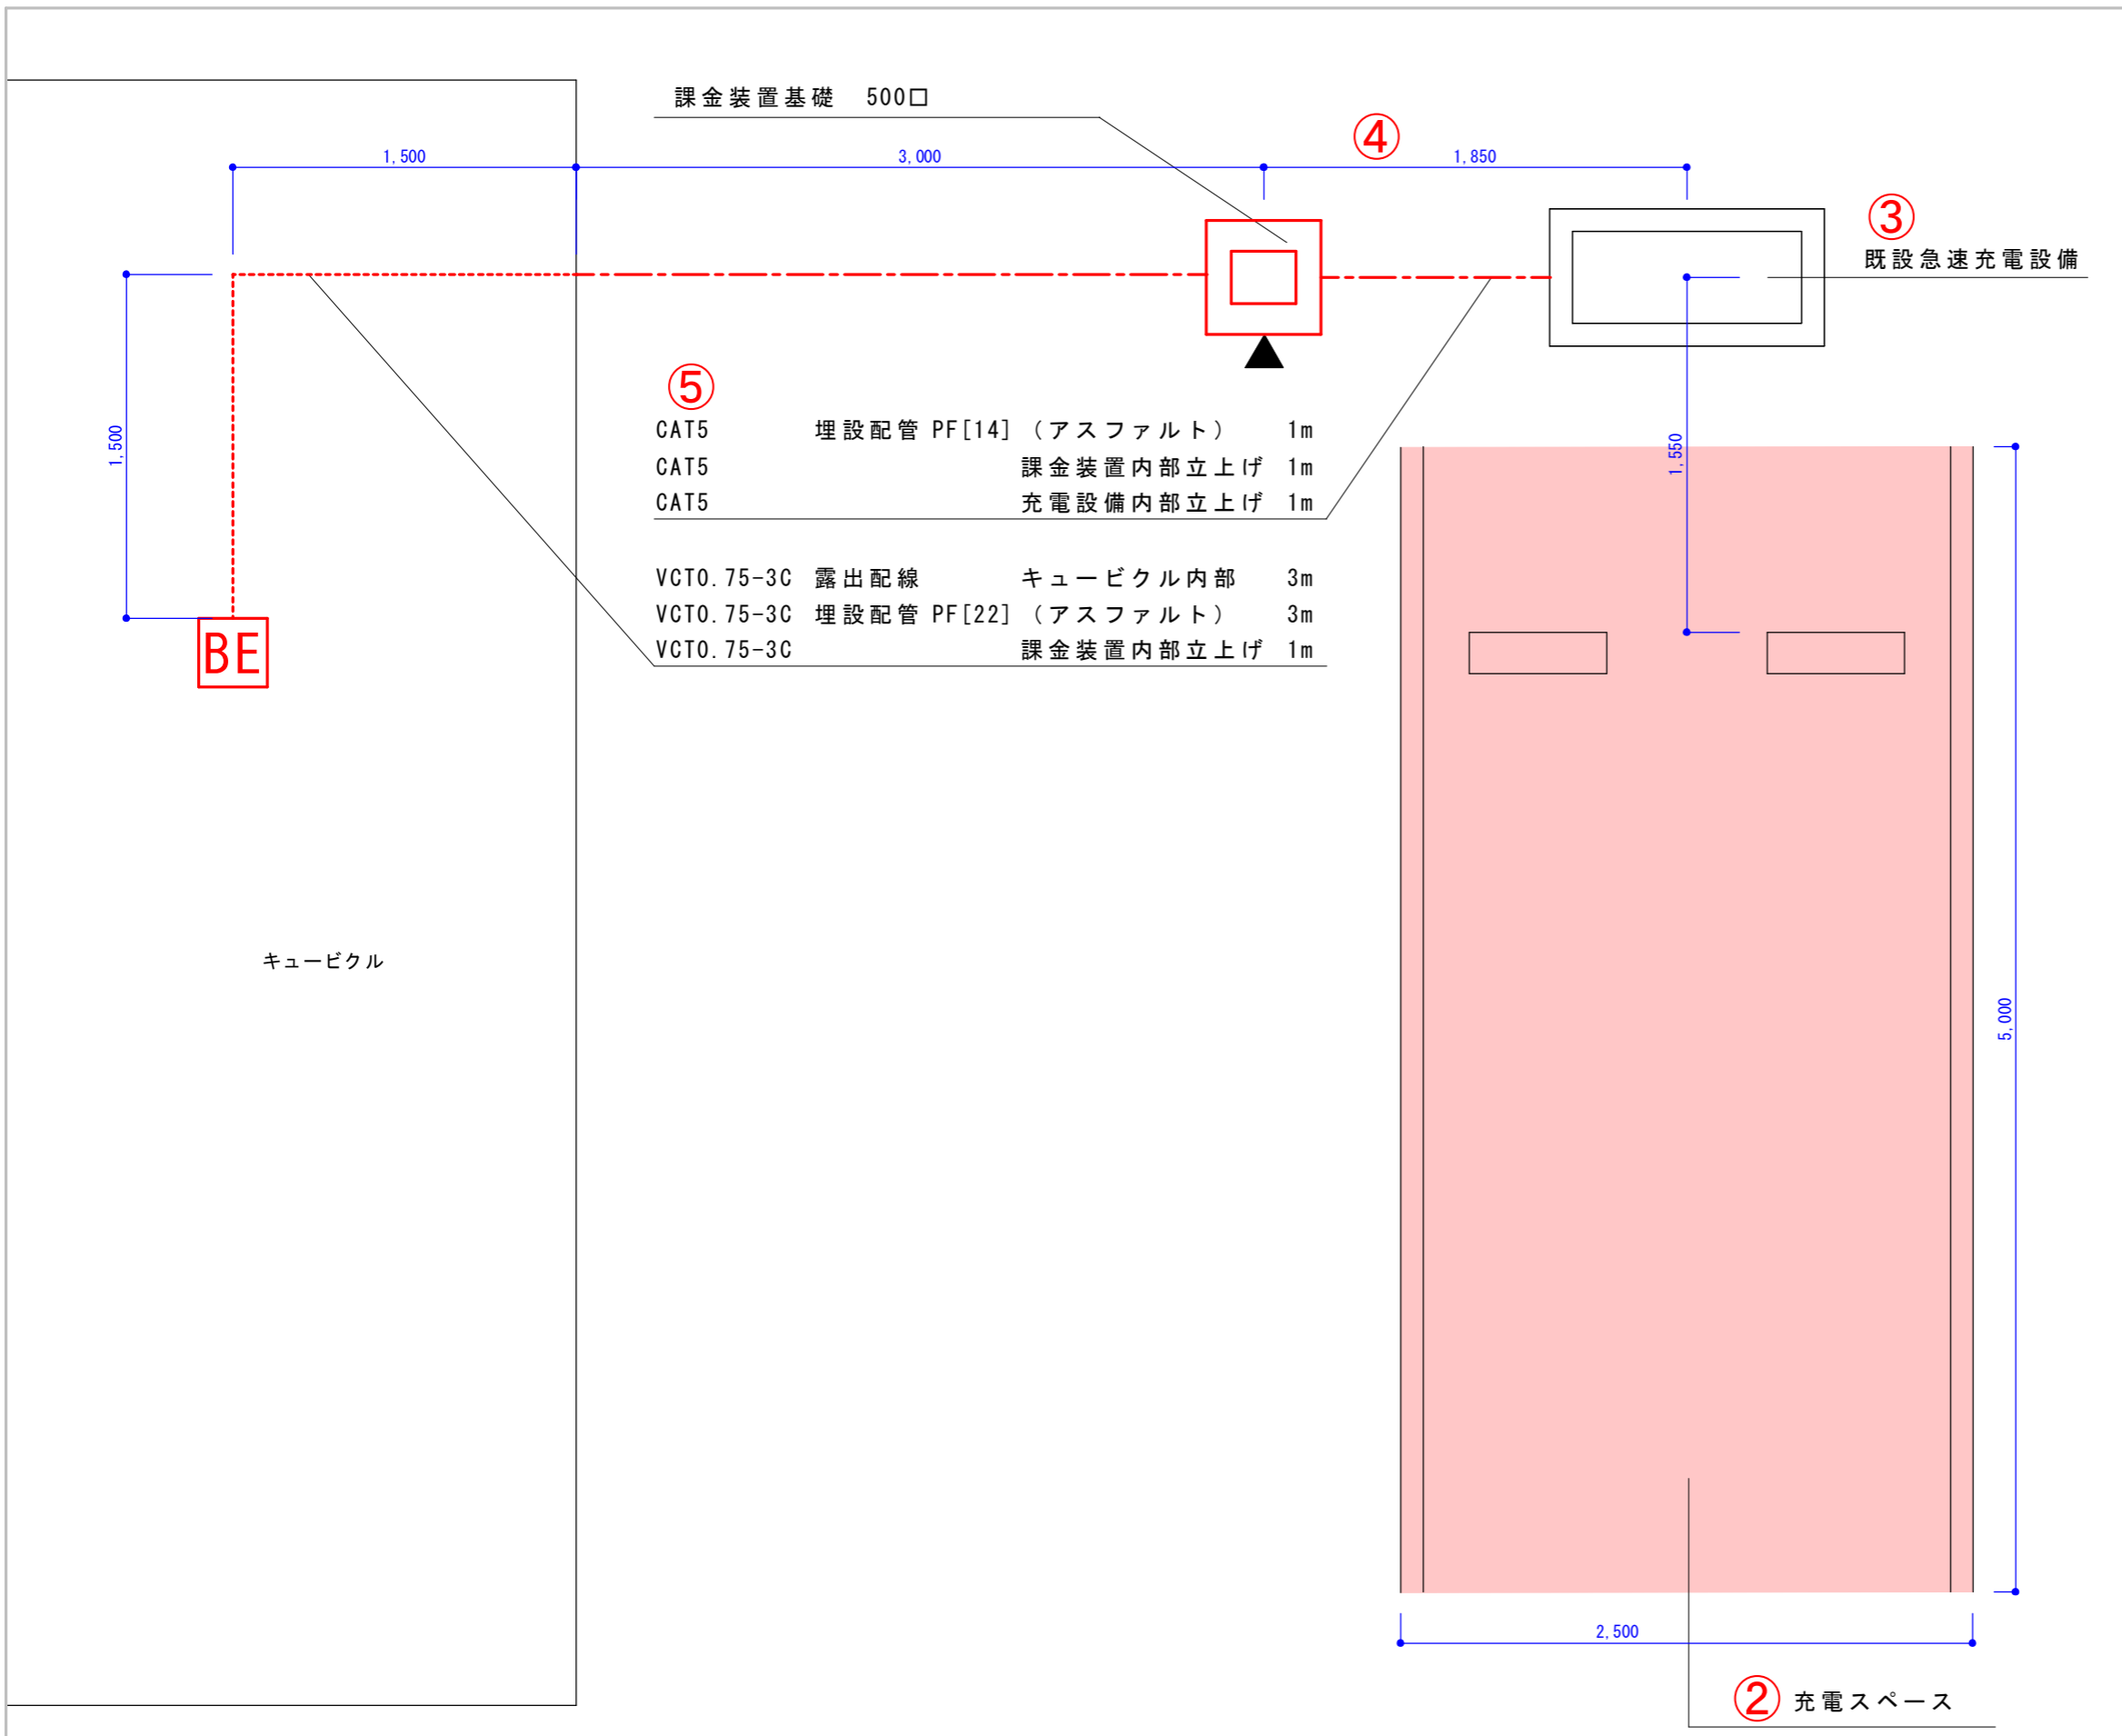 課金装置基礎 500□
④
1,500
3,000
1,850
③
既設急速充電設備
⑤
CAT5 埋設配管 PF[14] (アスファルト) 1m
CAT5 課金装置内部立上げ 1m
CAT5 充電設備内部立上げ 1m
1,500
1,550
VCT0.75-3C 露出配線 キュービクル内部 3m
VCT0.75-3C 埋設配管 PF[22] (アスファルト) 3m
VCT0.75-3C 課金装置内部立上げ 1m
BE
キュービクル
5,000
2,500
② 充電スペース